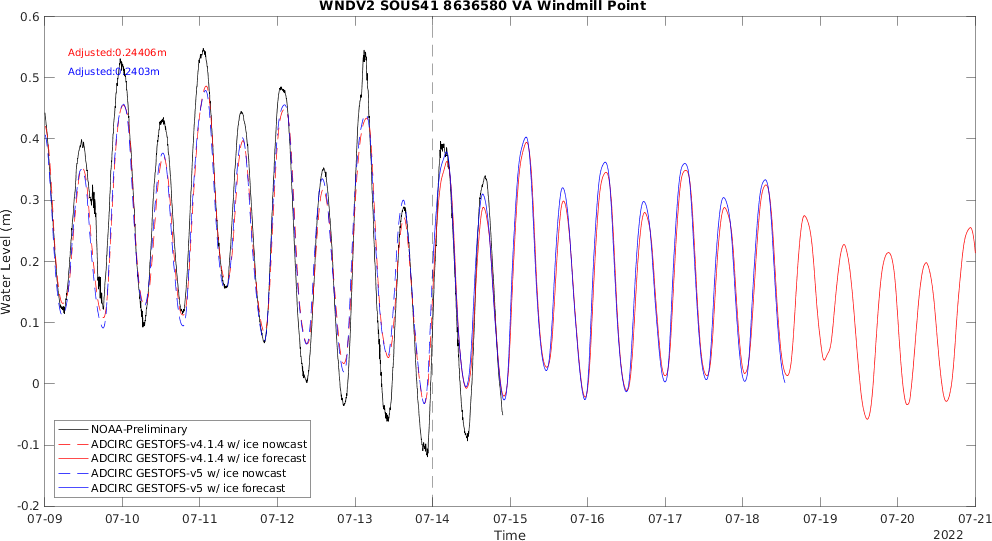 WNDV2 SOUS41 8636580 VA Windmill Point
0.6
0.5
0.4
0.3
0.2
0.1
0
-0.1
-0.2
Water Level (m)
Adjusted:0.24406m
Adjusted:0.2403m
NOAA-Preliminary
ADCIRC GESTOFS-v4.1.4 w/ ice nowcast
ADCIRC GESTOFS-v4.1.4 w/ ice forecast
ADCIRC GESTOFS-v5 w/ ice nowcast
ADCIRC GESTOFS-v5 w/ ice forecast
07-09 07-10 07-11 07-12 07-13 07-14 07-15 07-16 07-17 07-18 07-19 07-20 07-21
Time
2022